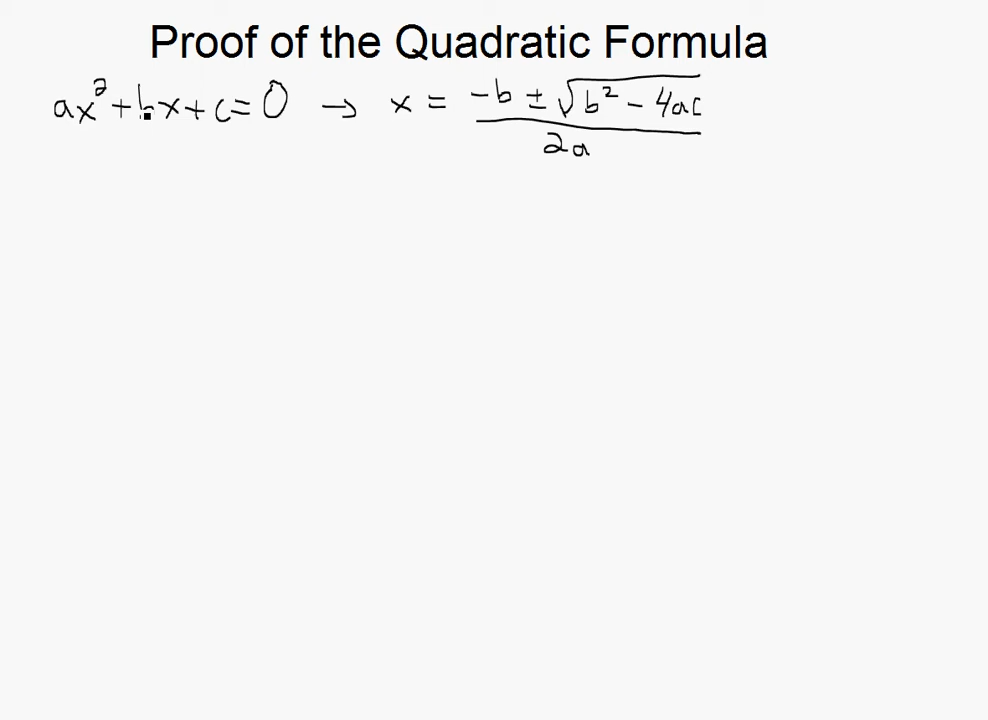 Proof of the Quadratic Formula
ax² + bx + c = 0 → x = (-b ± √(b² - 4ac)) / 2a